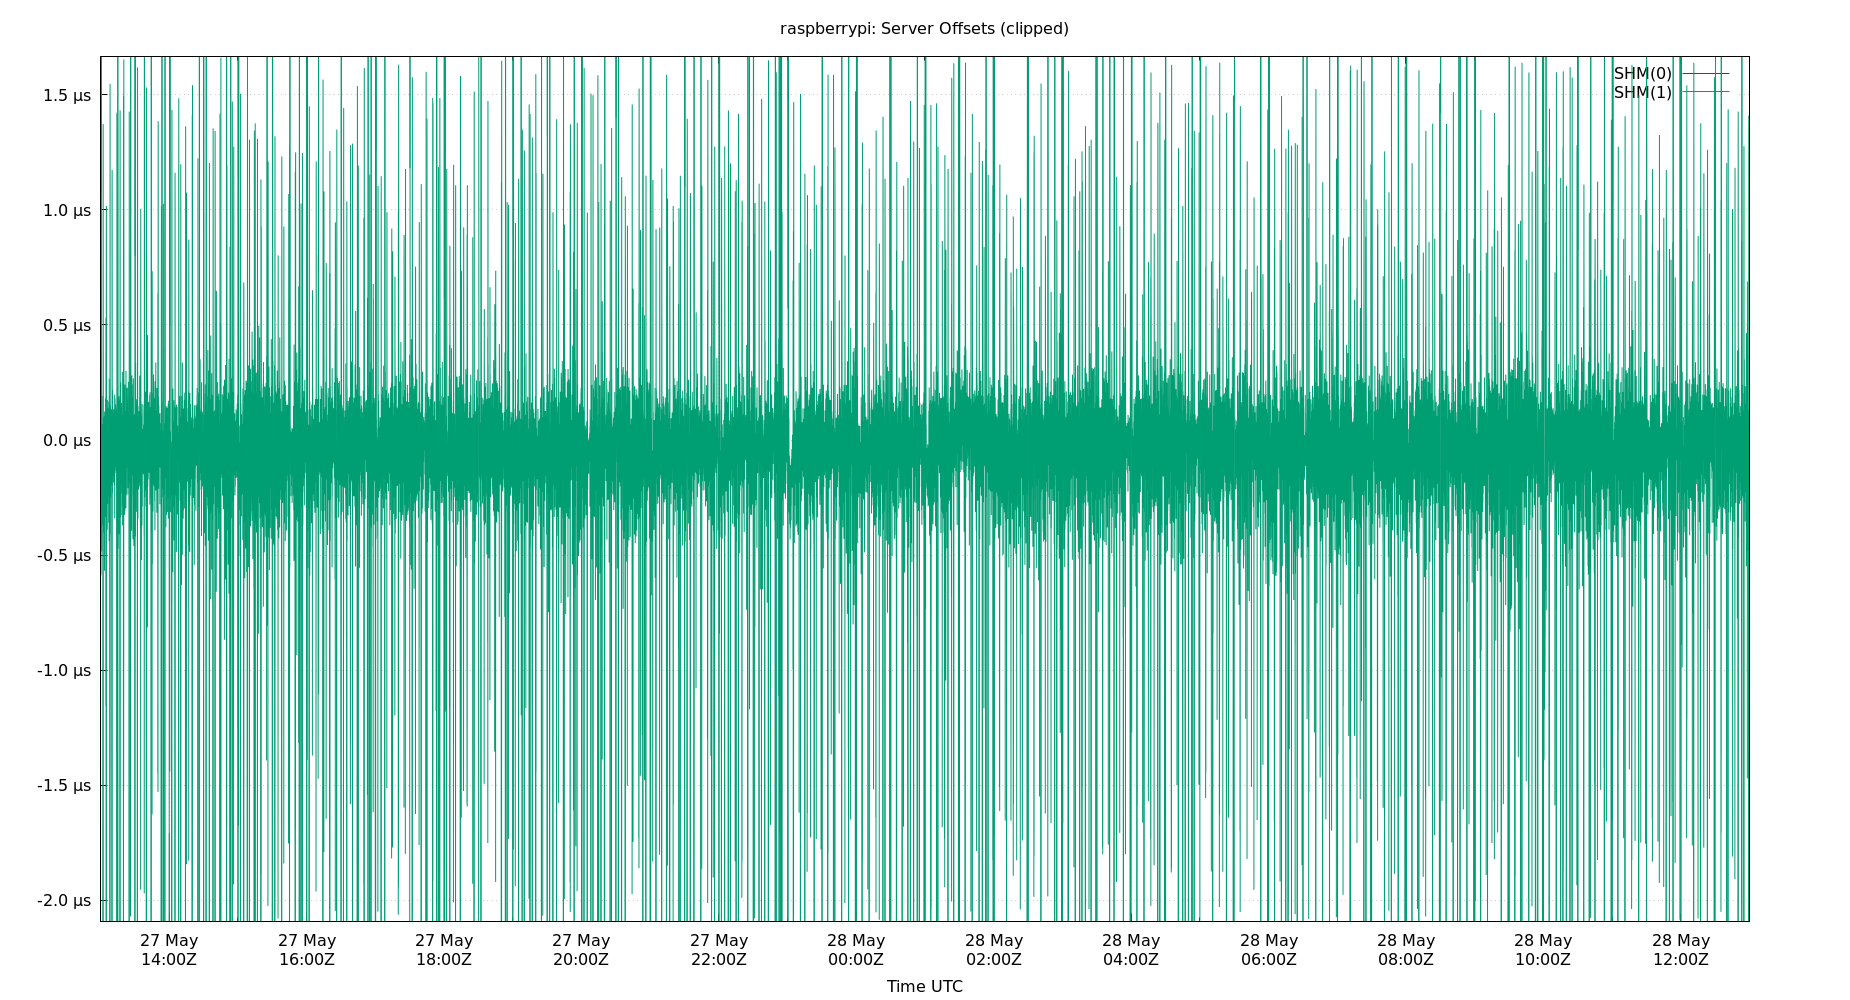 raspberrypi: Server Offsets (clipped)
SHM(0)
SHM(1)
1.5 µs
1.0 µs
0.5 µs
0.0 µs
-0.5 µs
-1.0 µs
-1.5 µs
-2.0 µs
27 May 27 May 27 May 27 May 27 May 28 May 28 May 28 May 28 May 28 May 28 May 28 May
14:00Z 16:00Z 18:00Z 20:00Z 22:00Z 00:00Z 02:00Z 04:00Z 06:00Z 08:00Z 10:00Z 12:00Z
Time UTC